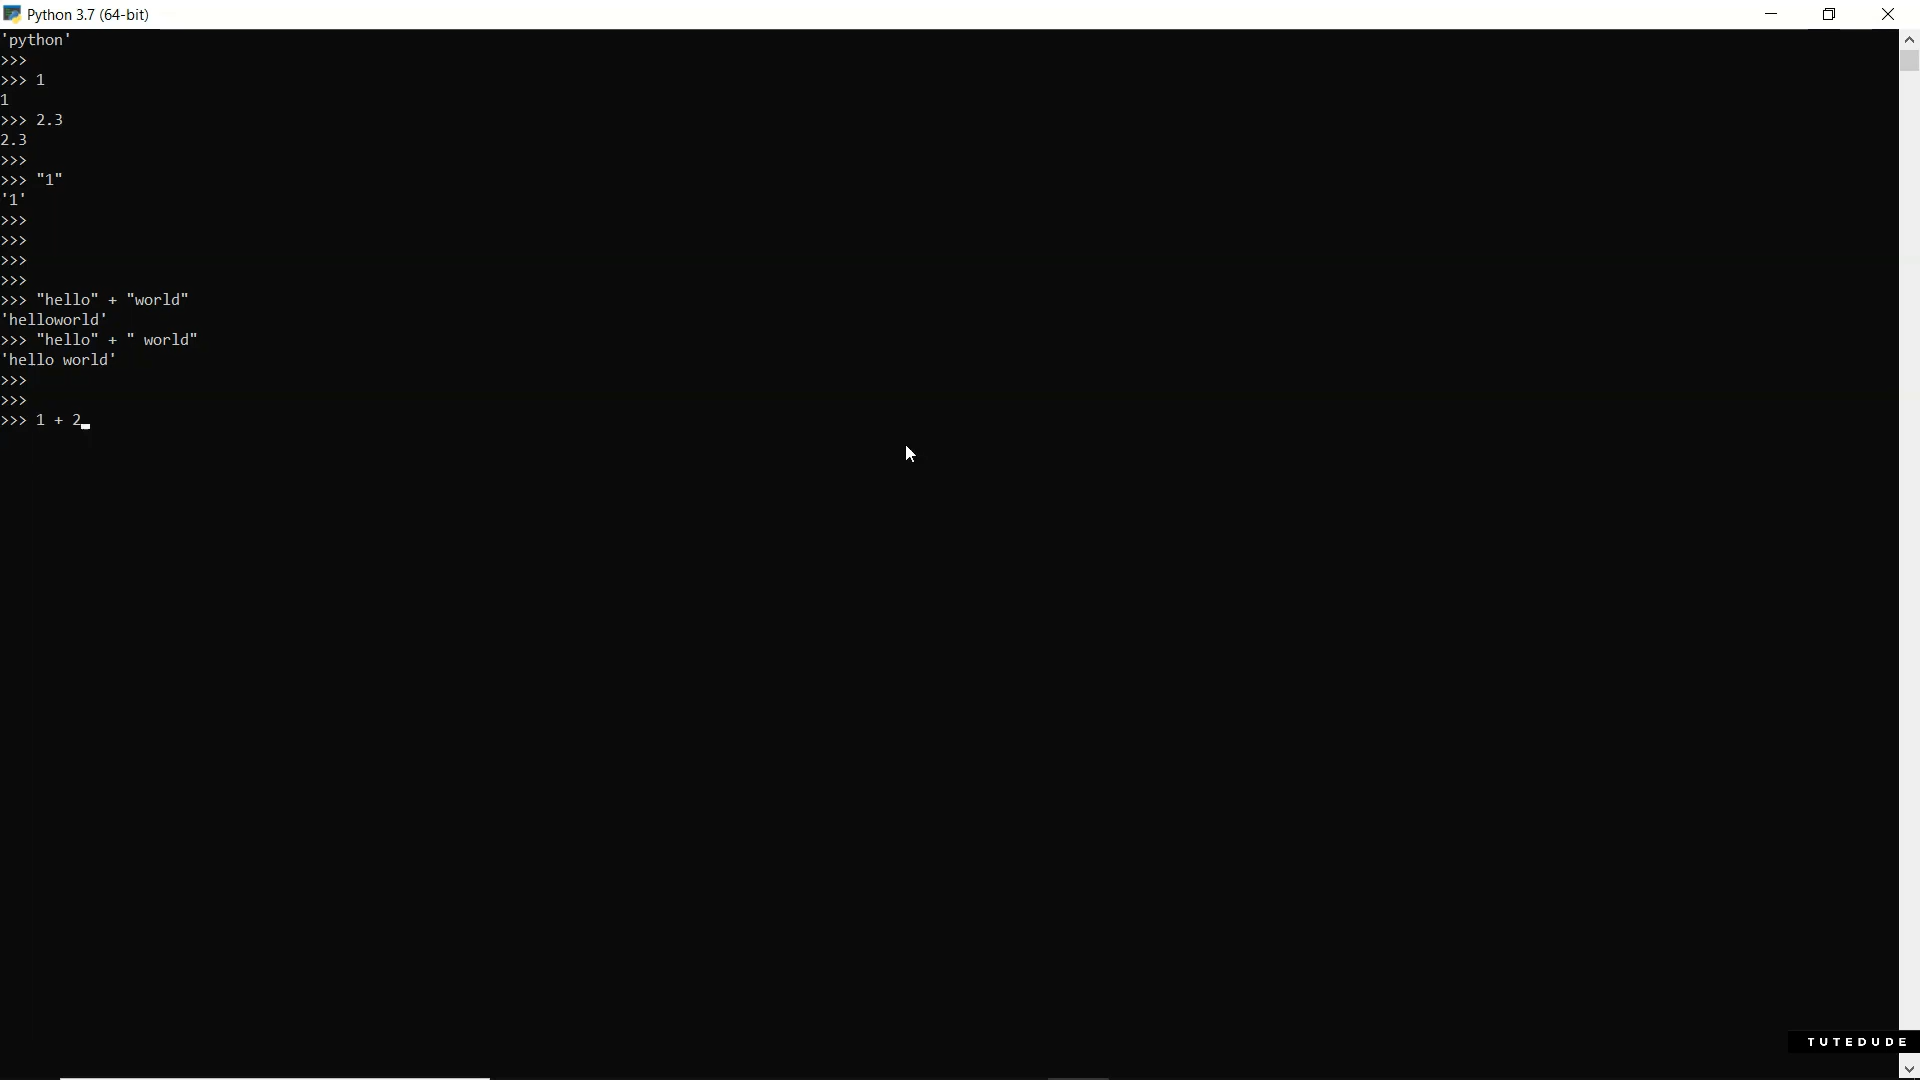 Python 3.7 (64-bit)
'python'
>>>
>>> 1
1
>>> 2.3
2.3
>>>
>>> "1"
'1'
>>>
>>>
>>>
>>>
>>> "hello" + "world"
'helloworld'
>>> "hello" + " world"
'hello world'
>>>
>>>
>>> 1 + 2
TUTEDUDE